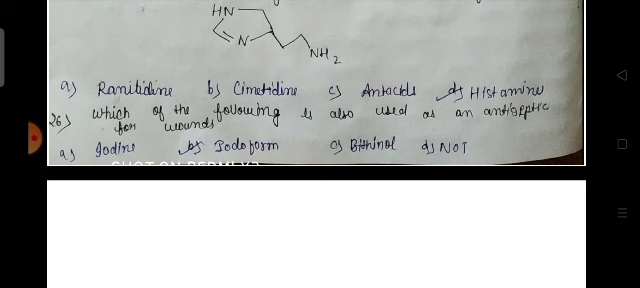 HN
N
NH2
a) Ranitidine b) Cimetidine c) Antacids d) Histamine
26) which of the following is also used as an antiseptic
for wounds
a) Iodine b) Iodoform c) Bithinol d) NOT